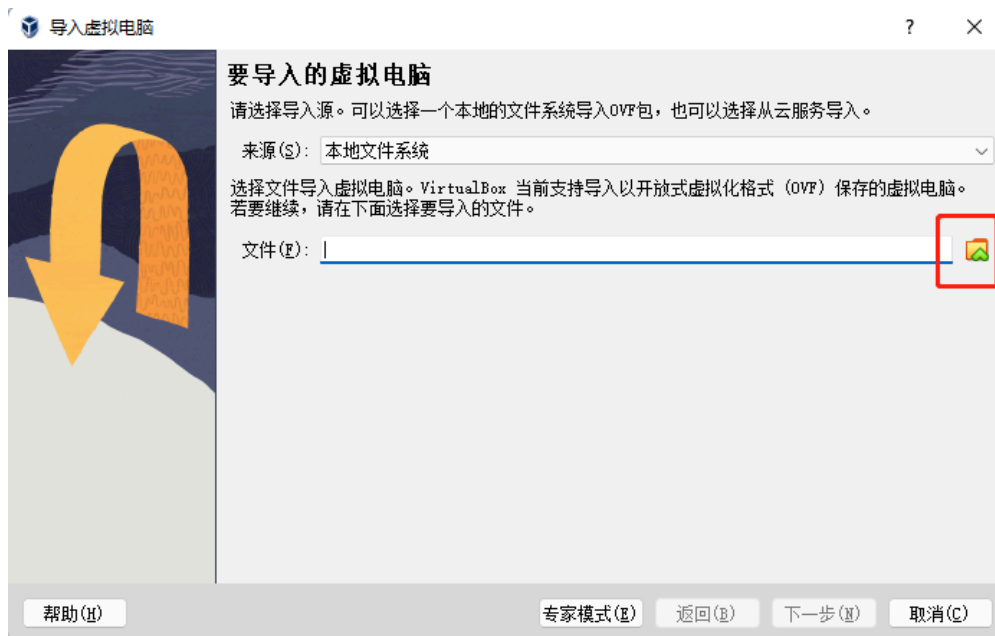 导入虚拟电脑
?
要导入的虚拟电脑
请选择导入源。可以选择一个本地的文件系统导入OVF包，也可以选择从云服务导入。
来源(S): 本地文件系统
选择文件导入虚拟电脑。VirtualBox 当前支持导入以开放式虚拟化格式（OVF）保存的虚拟电脑。
若要继续，请在下面选择要导入的文件。
文件(F):
帮助(H) 专家模式(E) 返回(B) 下一步(N) 取消(C)